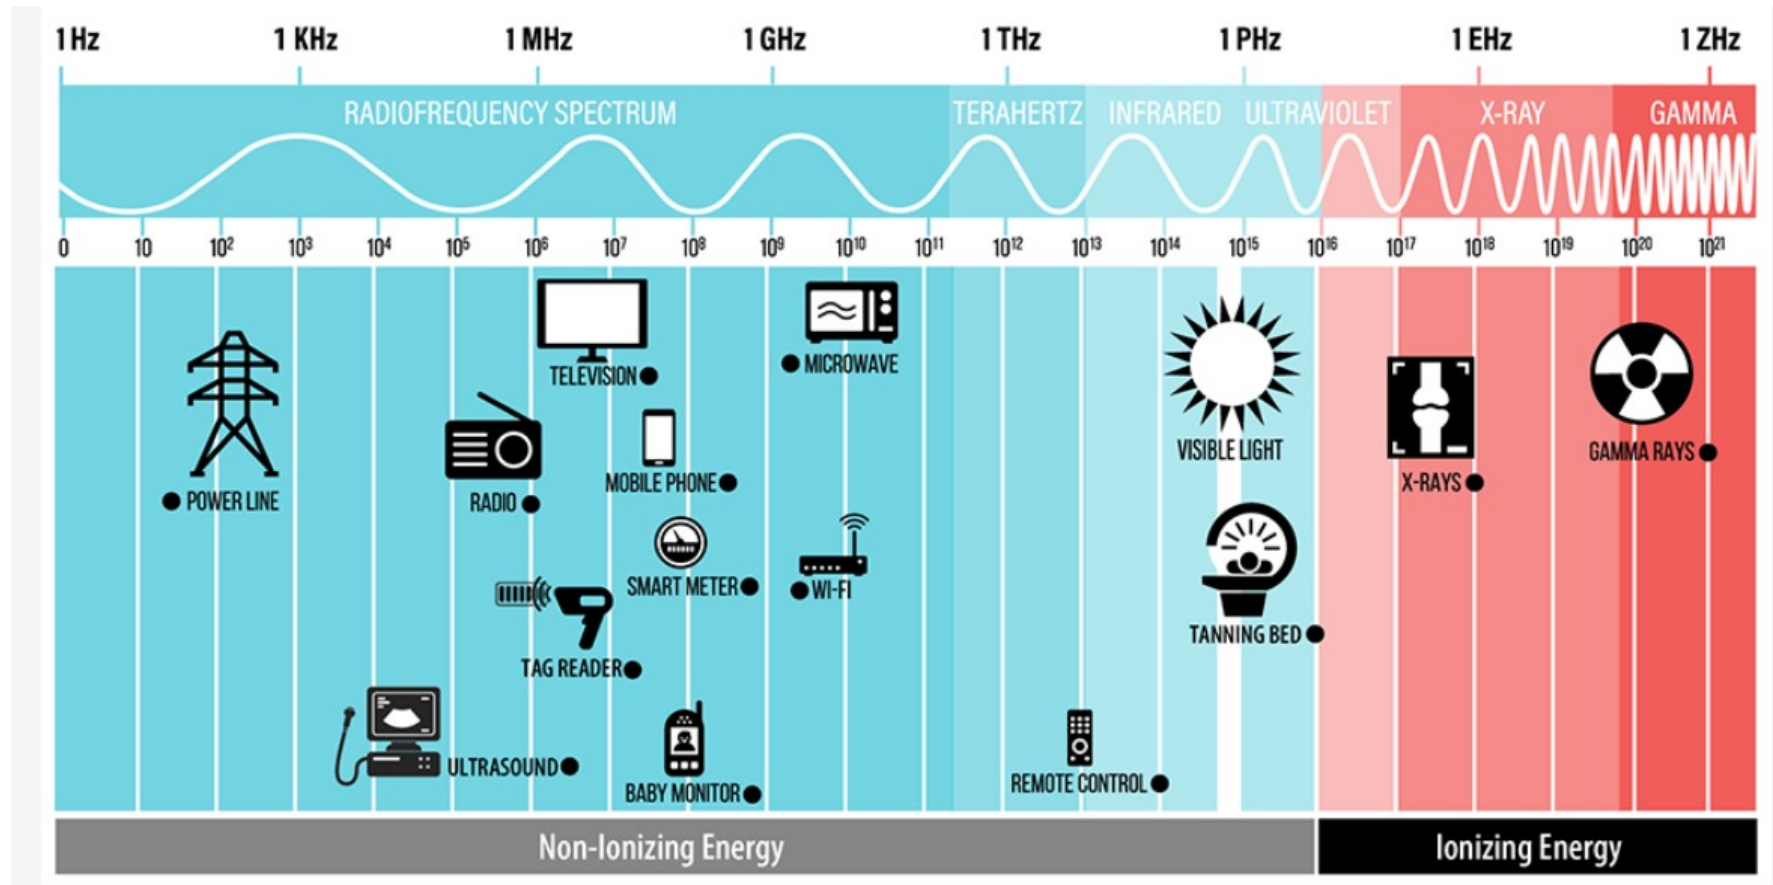 1 Hz 1 KHz 1 MHz 1 GHz 1 THz 1 PHz 1 EHz 1 ZHz
RADIOFREQUENCY SPECTRUM TERAHERTZ INFRARED ULTRAVIOLET X-RAY GAMMA
0 10 10² 10³ 10⁴ 10⁵ 10⁶ 10⁷ 10⁸ 10⁹ 10¹⁰ 10¹¹ 10¹² 10¹³ 10¹⁴ 10¹⁵ 10¹⁶ 10¹⁷ 10¹⁸ 10¹⁹ 10²⁰ 10²¹
MICROWAVE
TELEVISION
VISIBLE LIGHT
GAMMA RAYS
MOBILE PHONE
X-RAYS
POWER LINE
RADIO
SMART METER
WI-FI
TANNING BED
TAG READER
ULTRASOUND
REMOTE CONTROL
BABY MONITOR
Non-Ionizing Energy Ionizing Energy